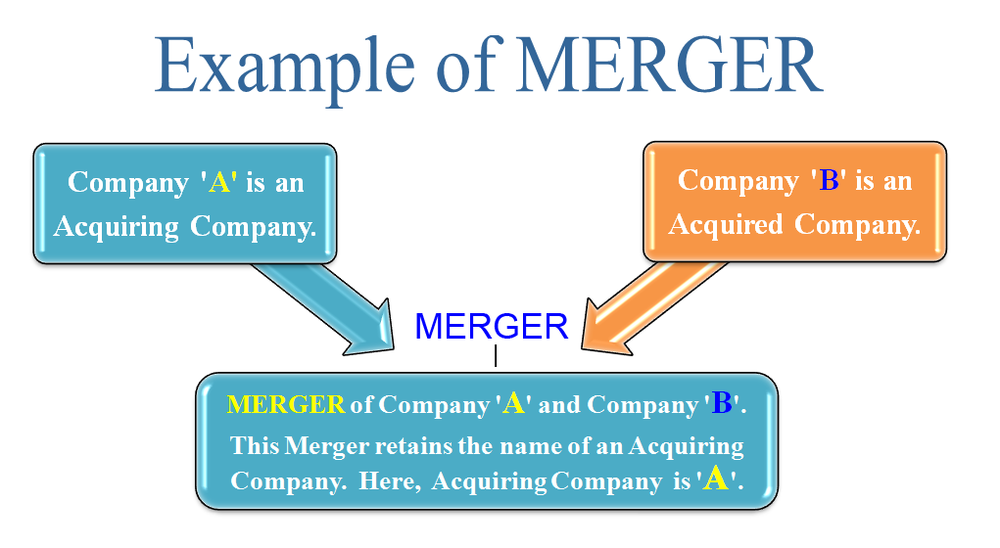 Example of MERGER
Company 'A' is an
Acquiring Company.
Company 'B' is an
Acquired Company.
MERGER
MERGER of Company 'A' and Company 'B'.
This Merger retains the name of an Acquiring
Company. Here, Acquiring Company is 'A'.